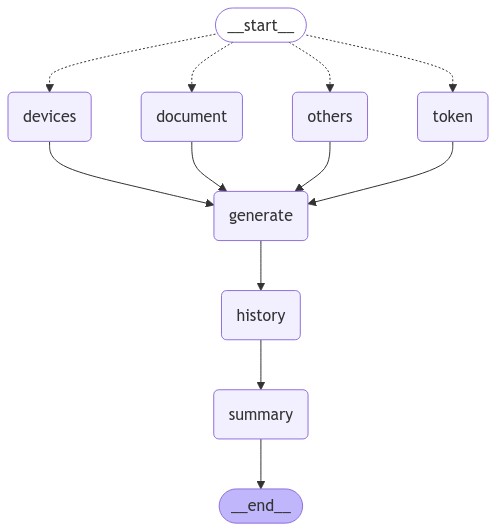 __start__
devices
document
others
token
generate
history
summary
__end__